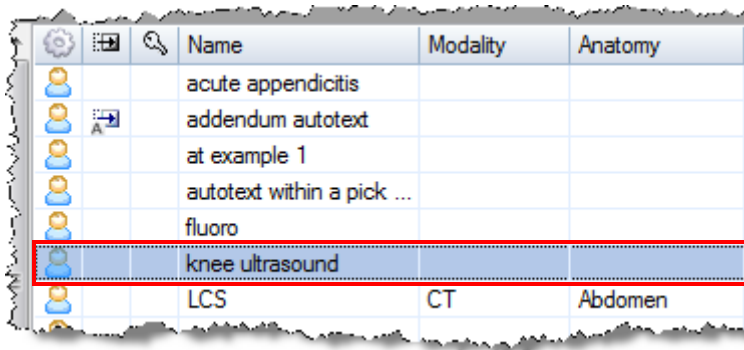 Name Modality Anatomy
acute appendicitis
A addendum autotext
at example 1
autotext within a pick ...
fluoro
knee ultrasound
LCS CT Abdomen